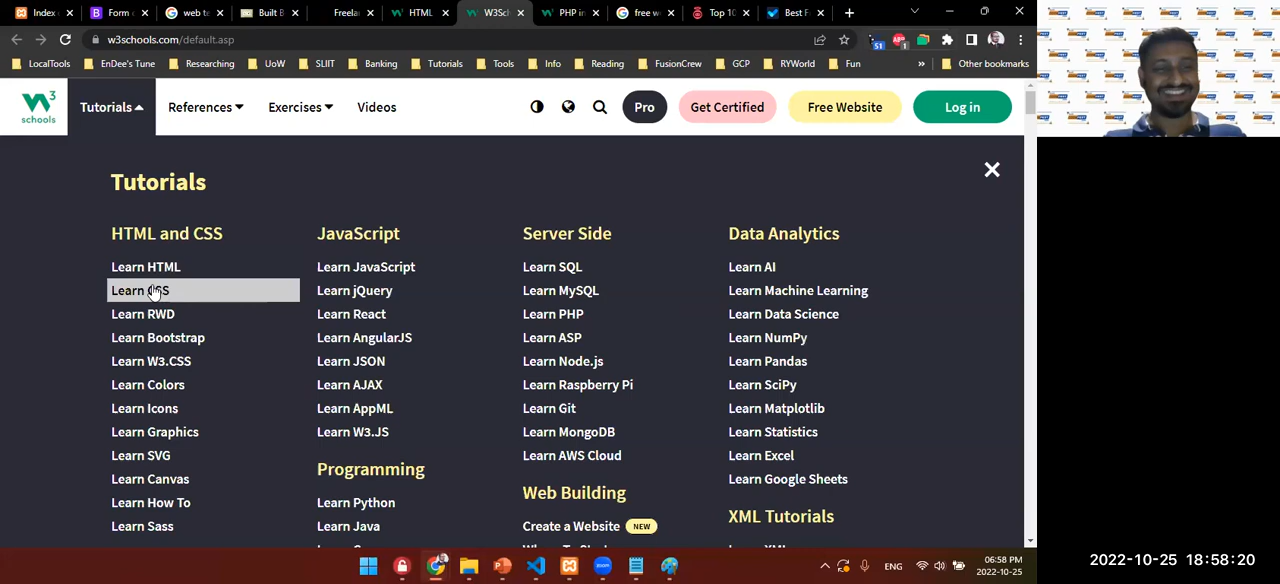 Index
Form
web te
Built B
Freela
HTML
W3Sch
PHP in
free w
Top 10
Best F
w3schools.com/default.asp
51
1
LocalTools
EnDee's Tune
Researching
UoW
SLIIT
Banking
Tutorials
Tools
Info
Reading
FusionCrew
GCP
RYWorld
Fun
»
Other bookmarks
W3 schools
Tutorials
References
Exercises
Videos
Pro
Get Certified
Free Website
Log in
Tutorials
HTML and CSS
Learn HTML
Learn CSS
Learn RWD
Learn Bootstrap
Learn W3.CSS
Learn Colors
Learn Icons
Learn Graphics
Learn SVG
Learn Canvas
Learn How To
Learn Sass
JavaScript
Learn JavaScript
Learn jQuery
Learn React
Learn AngularJS
Learn JSON
Learn AJAX
Learn AppML
Learn W3.JS
Programming
Learn Python
Learn Java
Server Side
Learn SQL
Learn MySQL
Learn PHP
Learn ASP
Learn Node.js
Learn Raspberry Pi
Learn Git
Learn MongoDB
Learn AWS Cloud
Web Building
Create a Website NEW
Data Analytics
Learn AI
Learn Machine Learning
Learn Data Science
Learn NumPy
Learn Pandas
Learn SciPy
Learn Matplotlib
Learn Statistics
Learn Excel
Learn Google Sheets
XML Tutorials
ENG
06:58 PM
2022-10-25
2022-10-25 18:58:20